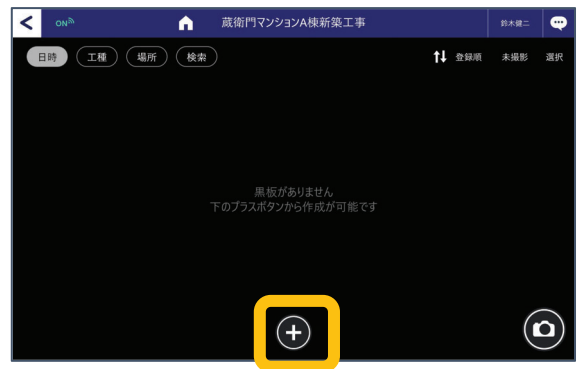 ON
蔵衛門マンションA棟新築工事
鈴木健二
日時 工種 場所 検索
登録順 未撮影 選択
黒板がありません
下のプラスボタンから作成が可能です